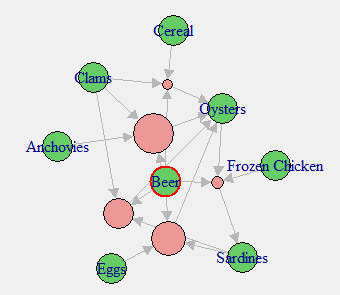 Cereal
Clams
Oysters
Anchovies
Frozen Chicken
Beer
Sardines
Eggs